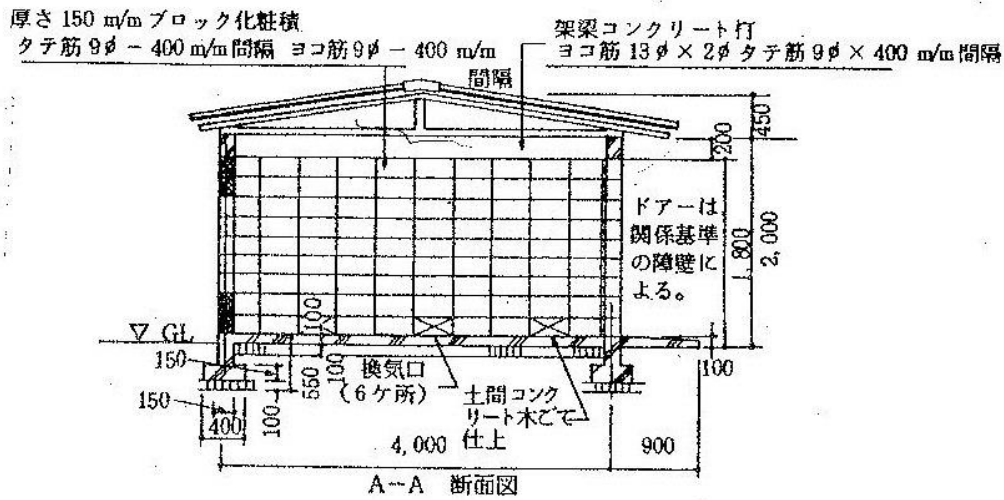 厚さ 150 m/m ブロック化粧積
タテ筋 9φ - 400 m/m 間隔 ヨコ筋 9φ - 400 m/m
間隔
架梁コンクリート打
ヨコ筋 13φ × 2φ タテ筋 9φ × 400 m/m 間隔
450
200
ドアーは
関係基準
の障壁に
よる。
1,800
2,000
▽ GL
100
150
550
100
換気口
(6ケ所)
土間コンク
リート木ごて
仕上
100
150
400
100
4,000
900
A--A 断面図